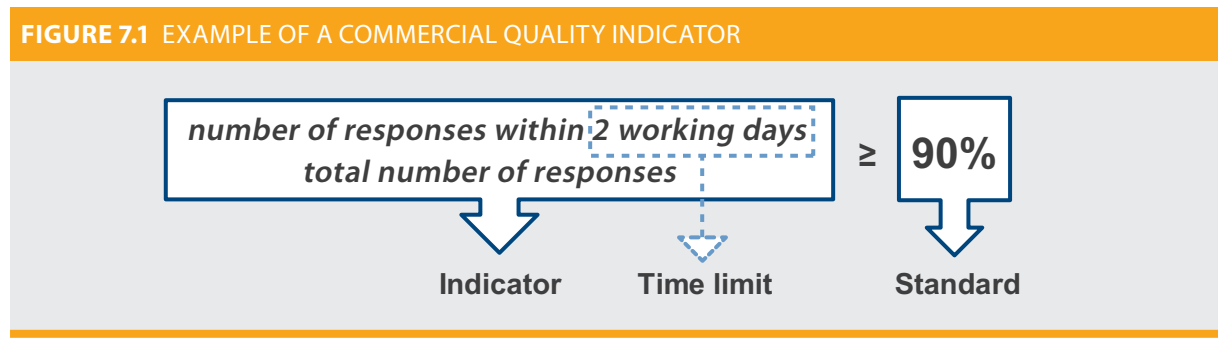 FIGURE 7.1 EXAMPLE OF A COMMERCIAL QUALITY INDICATOR
number of responses within 2 working days
total number of responses
≥
90%
Indicator
Time limit
Standard